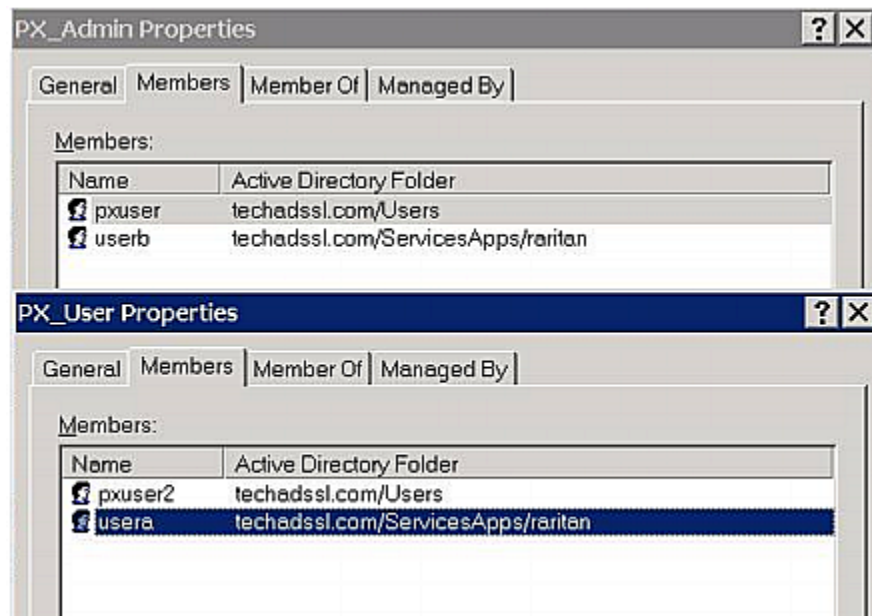 PX_Admin Properties
General Members Member Of Managed By
Members:
Name Active Directory Folder
pxuser techadssl.com/Users
userb techadssl.com/ServicesApps/raritan
PX_User Properties
General Members Member Of Managed By
Members:
Name Active Directory Folder
pxuser2 techadssl.com/Users
usera techadssl.com/ServicesApps/raritan